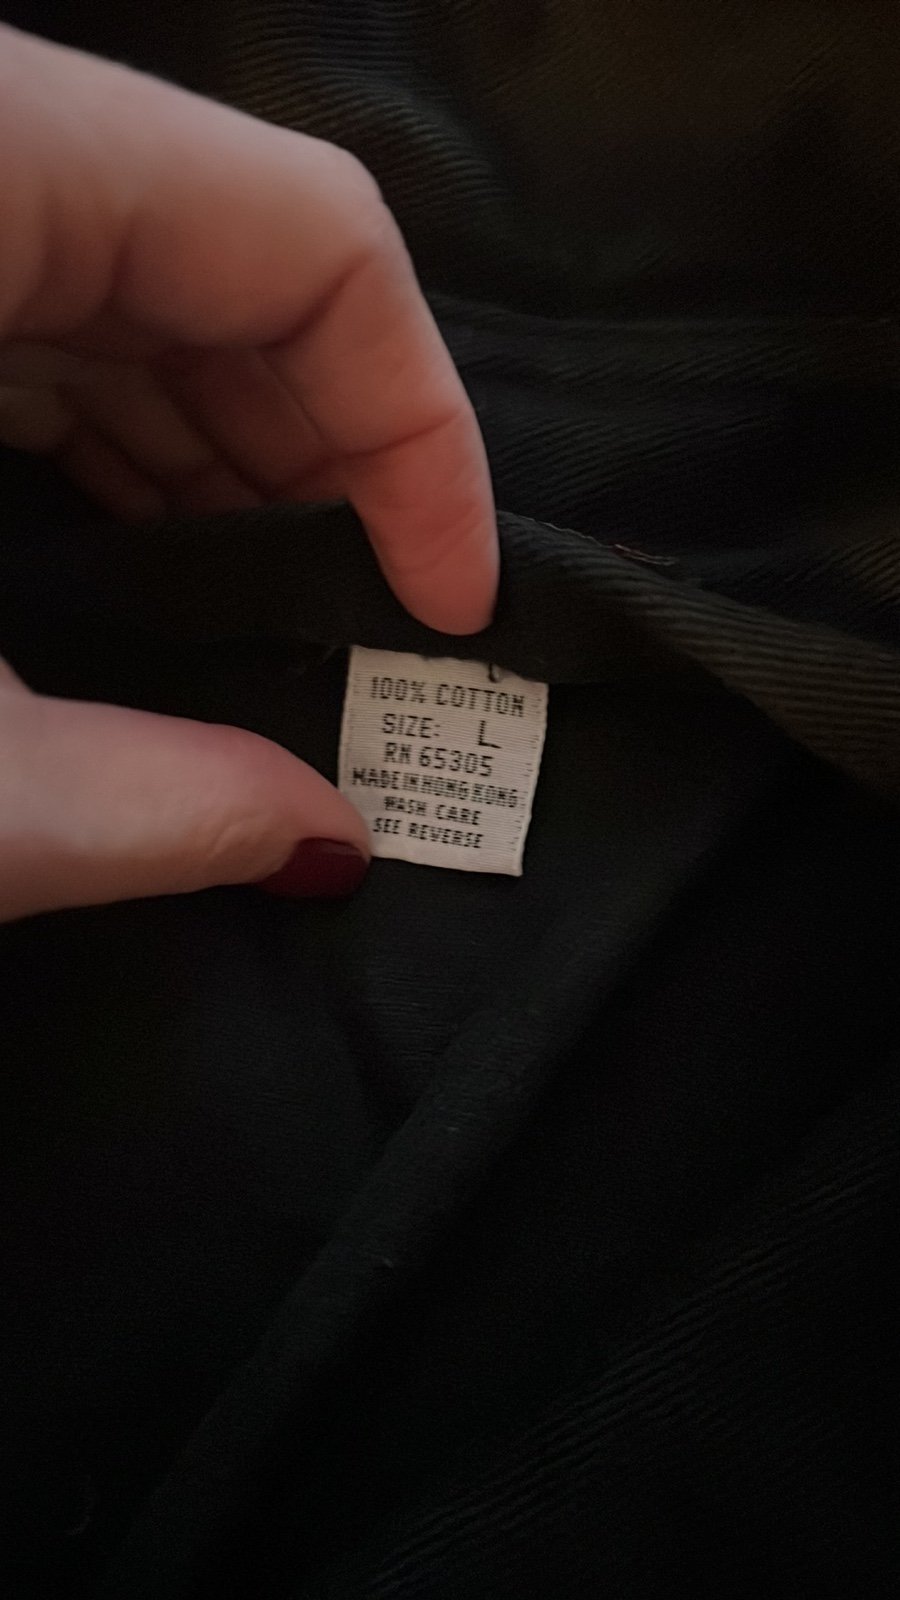 100% COTTON
SIZE: L
RN 65305
MADE IN HONG KONG
WASH CARE
SEE REVERSE